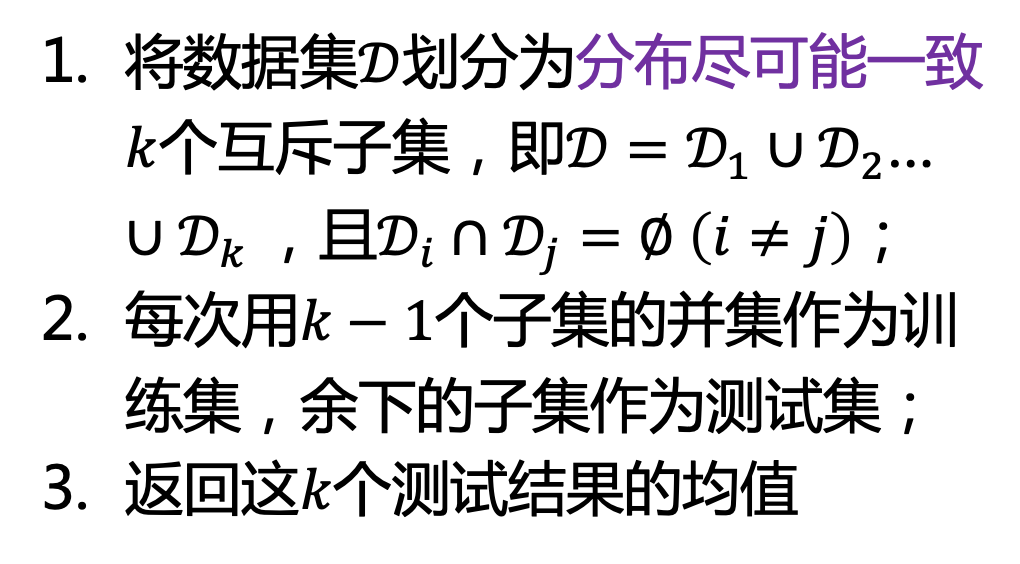 1. 将数据集𝒟划分为分布尽可能一致
𝑘个互斥子集，即𝒟 = 𝒟₁ ∪ 𝒟₂…
∪ 𝒟ₖ ，且𝒟ᵢ ∩ 𝒟ⱼ = ∅ (𝑖 ≠ 𝑗)；
2. 每次用𝑘 − 1个子集的并集作为训
练集，余下的子集作为测试集；
3. 返回这𝑘个测试结果的均值